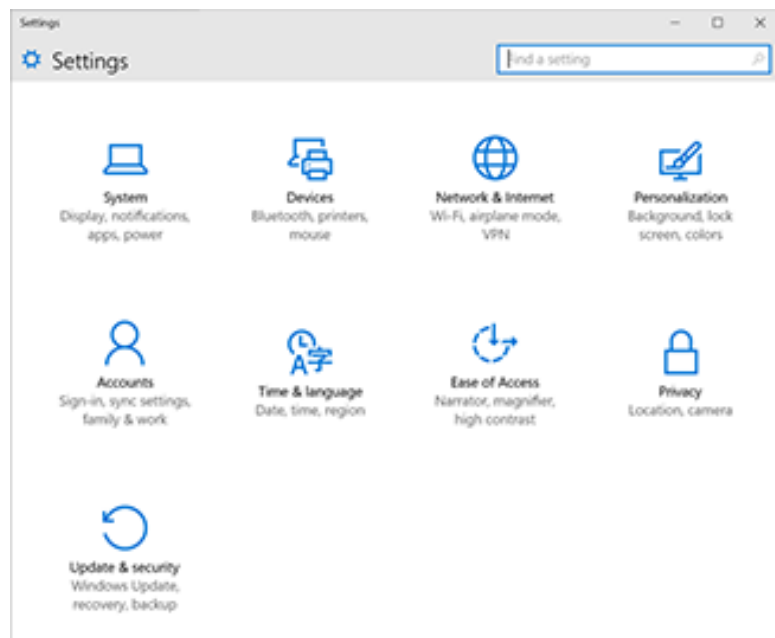 Settings
Settings
Find a setting
System
Display, notifications,
apps, power
Devices
Bluetooth, printers,
mouse
Network & Internet
Wi-Fi, airplane mode,
VPN
Personalization
Background, lock
screen, colors
Accounts
Sign-in, sync settings,
family & work
A字
Time & language
Date, time, region
Ease of Access
Narrator, magnifier,
high contrast
Privacy
Location, camera
Update & security
Windows Update,
recovery, backup